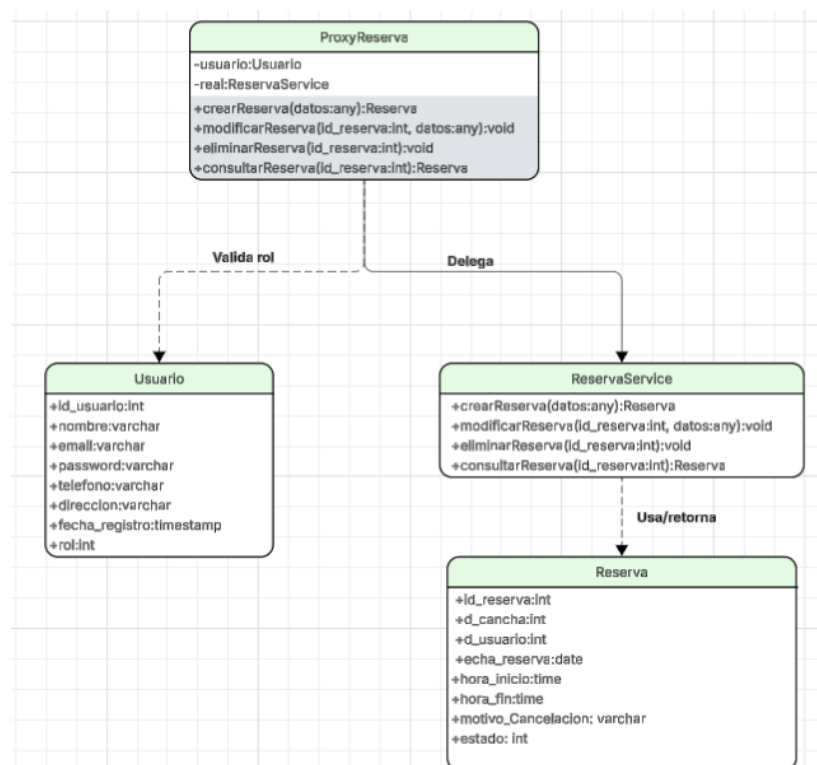 ProxyReserva
-usuario:Usuario
-real:ReservaService
+crearReserva(datos:any):Reserva
+modificarReserva(id_reserva:int, datos:any):void
+eliminarReserva(id_reserva:int):void
+consultarReserva(id_reserva:int):Reserva
Valida rol
Delega
Usuario
+id_usuario:int
+nombre:varchar
+email:varchar
+password:varchar
+telefono:varchar
+direccion:varchar
+fecha_registro:timestamp
+rol:int
ReservaService
+crearReserva(datos:any):Reserva
+modificarReserva(id_reserva:int, datos:any):void
+eliminarReserva(id_reserva:int):void
+consultarReserva(id_reserva:int):Reserva
Usa/retorna
Reserva
+id_reserva:int
+d_cancha:int
+d_usuario:int
+echa_reserva:date
+hora_inicio:time
+hora_fin:time
+motivo_Cancelacion: varchar
+estado: int